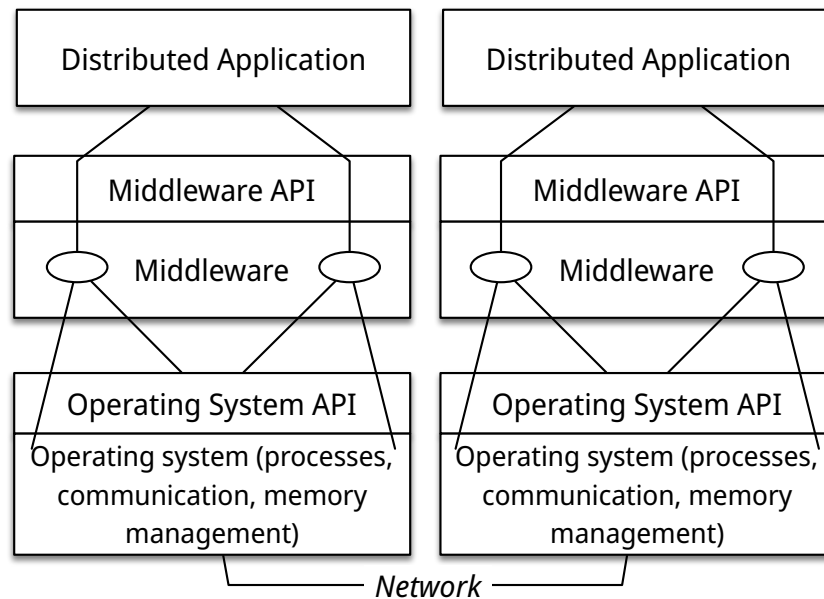 Distributed Application
Middleware API
Middleware
Operating System API
Operating system (processes,
communication, memory
management)
Distributed Application
Middleware API
Middleware
Operating System API
Operating system (processes,
communication, memory
management)
Network